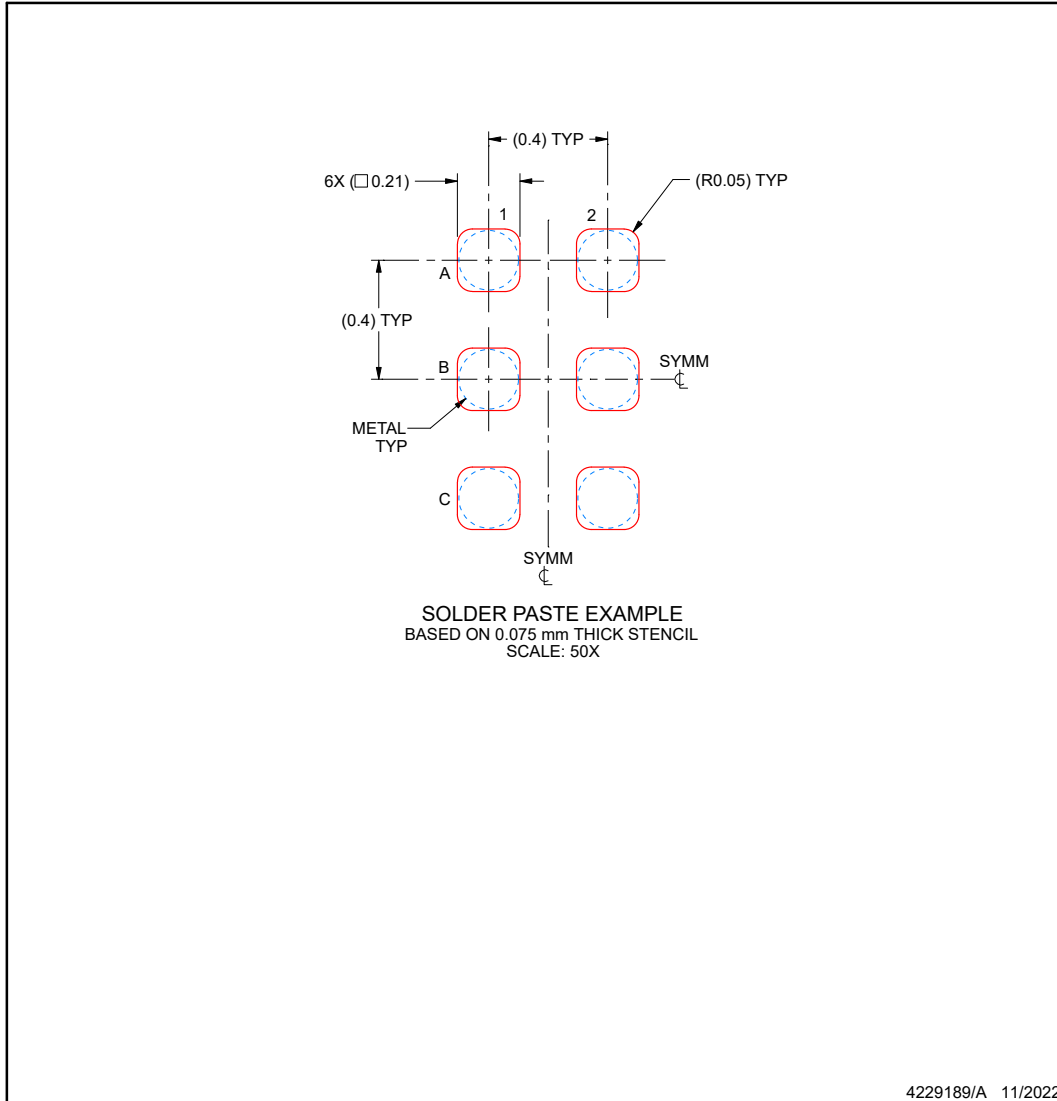 (0.4) TYP
6X (□ 0.21)
(R0.05) TYP
1
2
A
(0.4) TYP
B
SYMM
℄
METAL
TYP
C
SYMM
℄
SOLDER PASTE EXAMPLE
BASED ON 0.075 mm THICK STENCIL
SCALE: 50X
4229189/A 11/2022